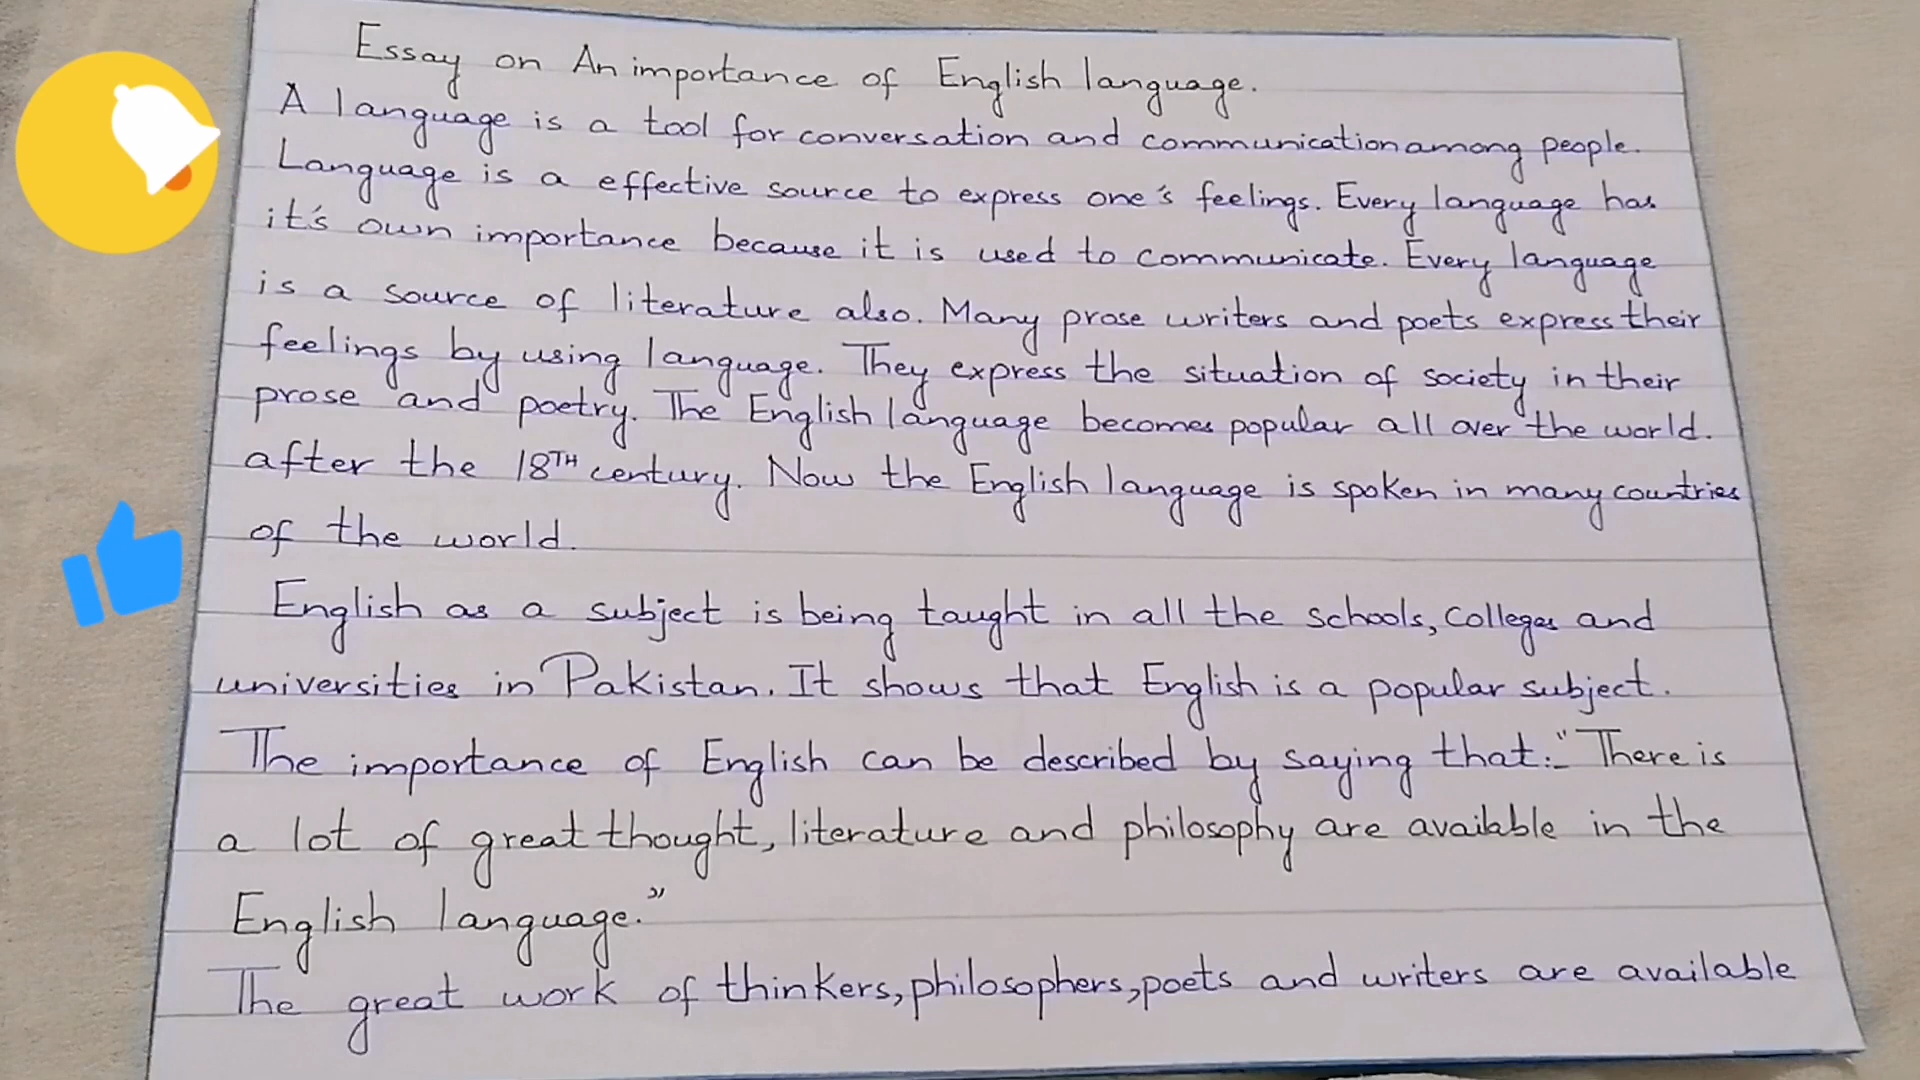 Essay on An importance of English language.
A language is a tool for conversation and communication among people.
Language is a effective source to express one's feelings. Every language has
it's own importance because it is used to communicate. Every language
is a source of literature also. Many prose writers and poets express their
feelings by using language. They express the situation of society in their
prose and poetry. The English language becomes popular all over the world.
after the 18TH century. Now the English language is spoken in many countries
of the world.
English as a subject is being taught in all the schools, colleges and
universities in Pakistan. It shows that English is a popular subject.
The importance of English can be described by saying that:- "There is
a lot of great thought, literature and philosophy are available in the
English language."
The great work of thinkers, philosophers, poets and writers are available